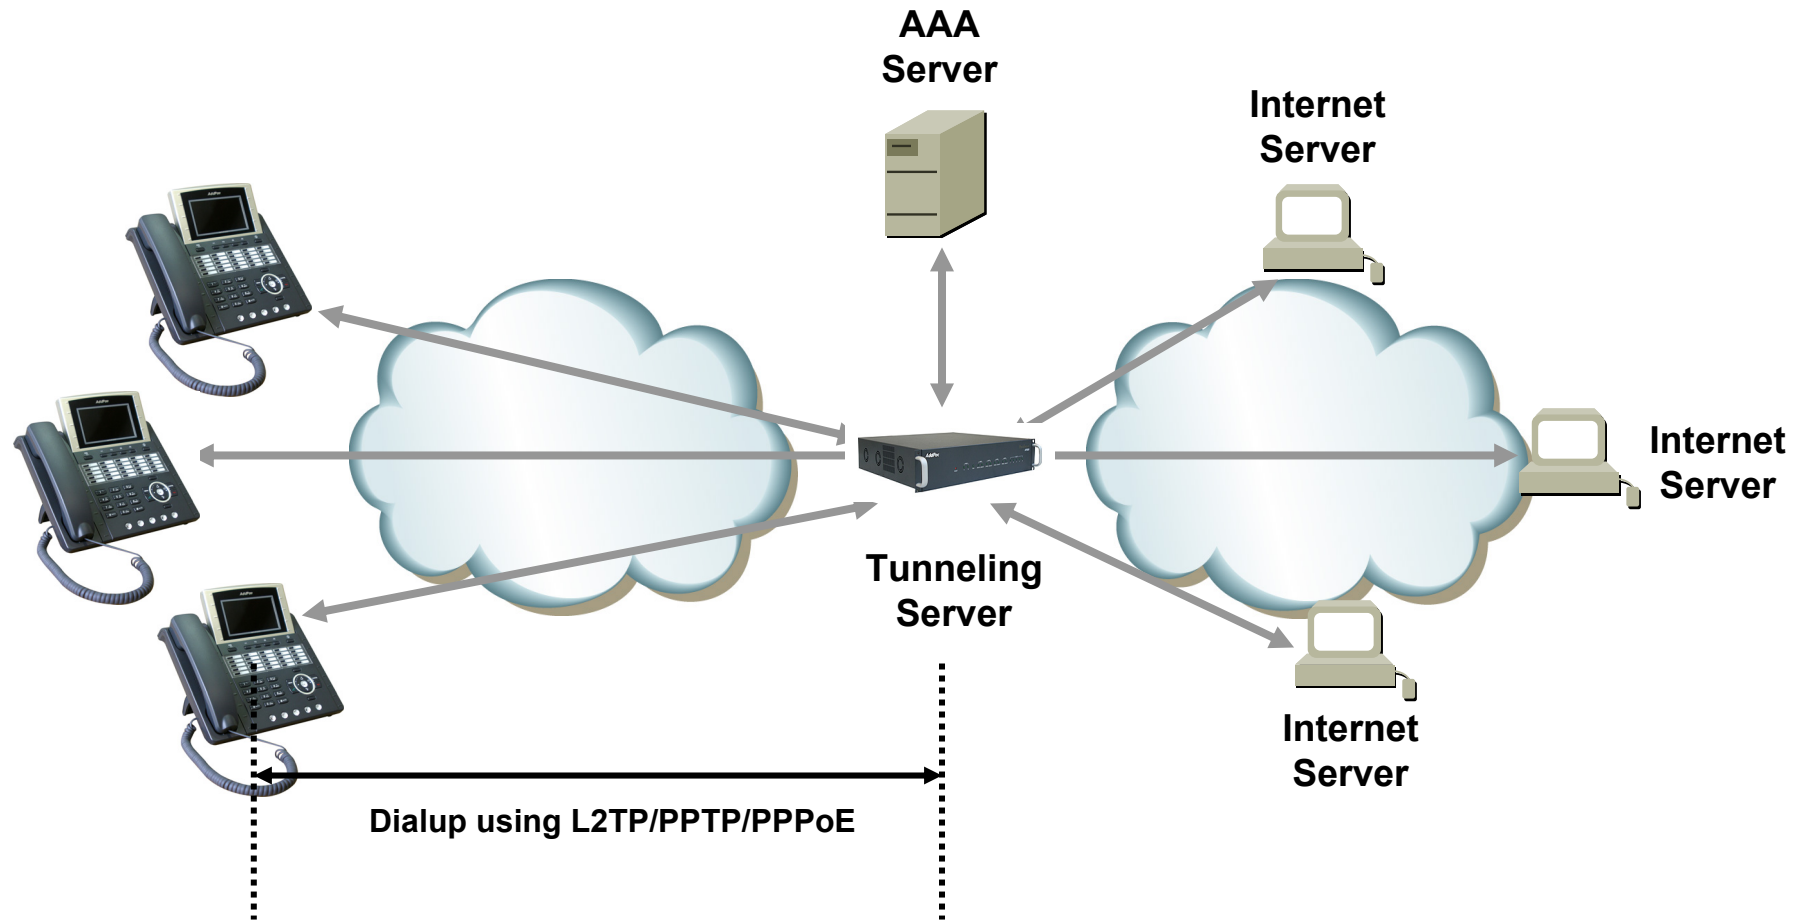 AAA
Server
Internet
Server
Internet
Server
Tunneling
Server
Internet
Server
Dialup using L2TP/PPTP/PPPoE